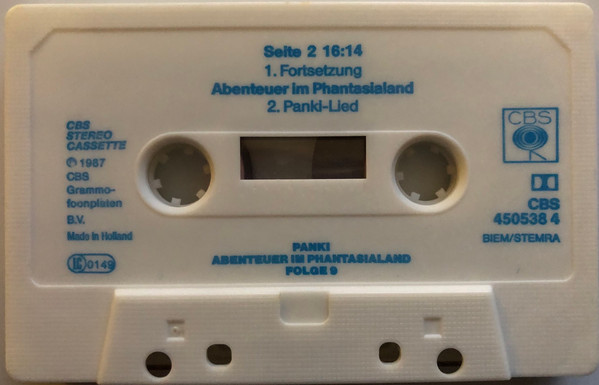 Seite 2 16:14
1. Fortsetzung
Abenteuer im Phantasialand
2. Panki-Lied
CBS
STEREO
CASSETTE
℗ 1987
CBS
Grammo-
foonplaten
B.V.
Made in Holland
LC 0149
CBS
CBS
450538 4
BIEM/STEMRA
PANKI
ABENTEUER IM PHANTASIALAND
FOLGE 9